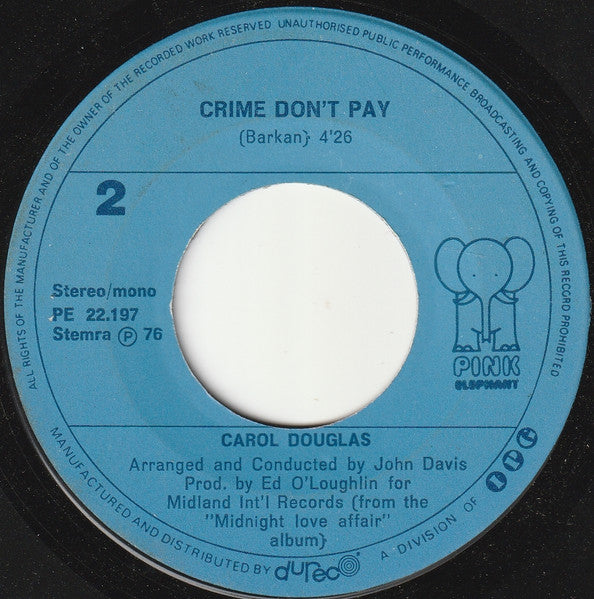 ALL RIGHTS OF THE MANUFACTURER AND OF THE OWNER OF THE RECORDED WORK RESERVED UNAUTHORISED PUBLIC PERFORMANCE BROADCASTING AND COPYING OF THIS RECORD PROHIBITED
CRIME DON'T PAY
(Barkan} 4'26
2
Stereo/mono
PE 22.197
Stemra Ⓟ 76
PINK
ELEPHANT
CAROL DOUGLAS
Arranged and Conducted by John Davis
Prod. by Ed O'Loughlin for
Midland Int'l Records (from the
"Midnight love affair"
album}
MANUFACTURED AND DISTRIBUTED BY dureco
A DIVISION OF